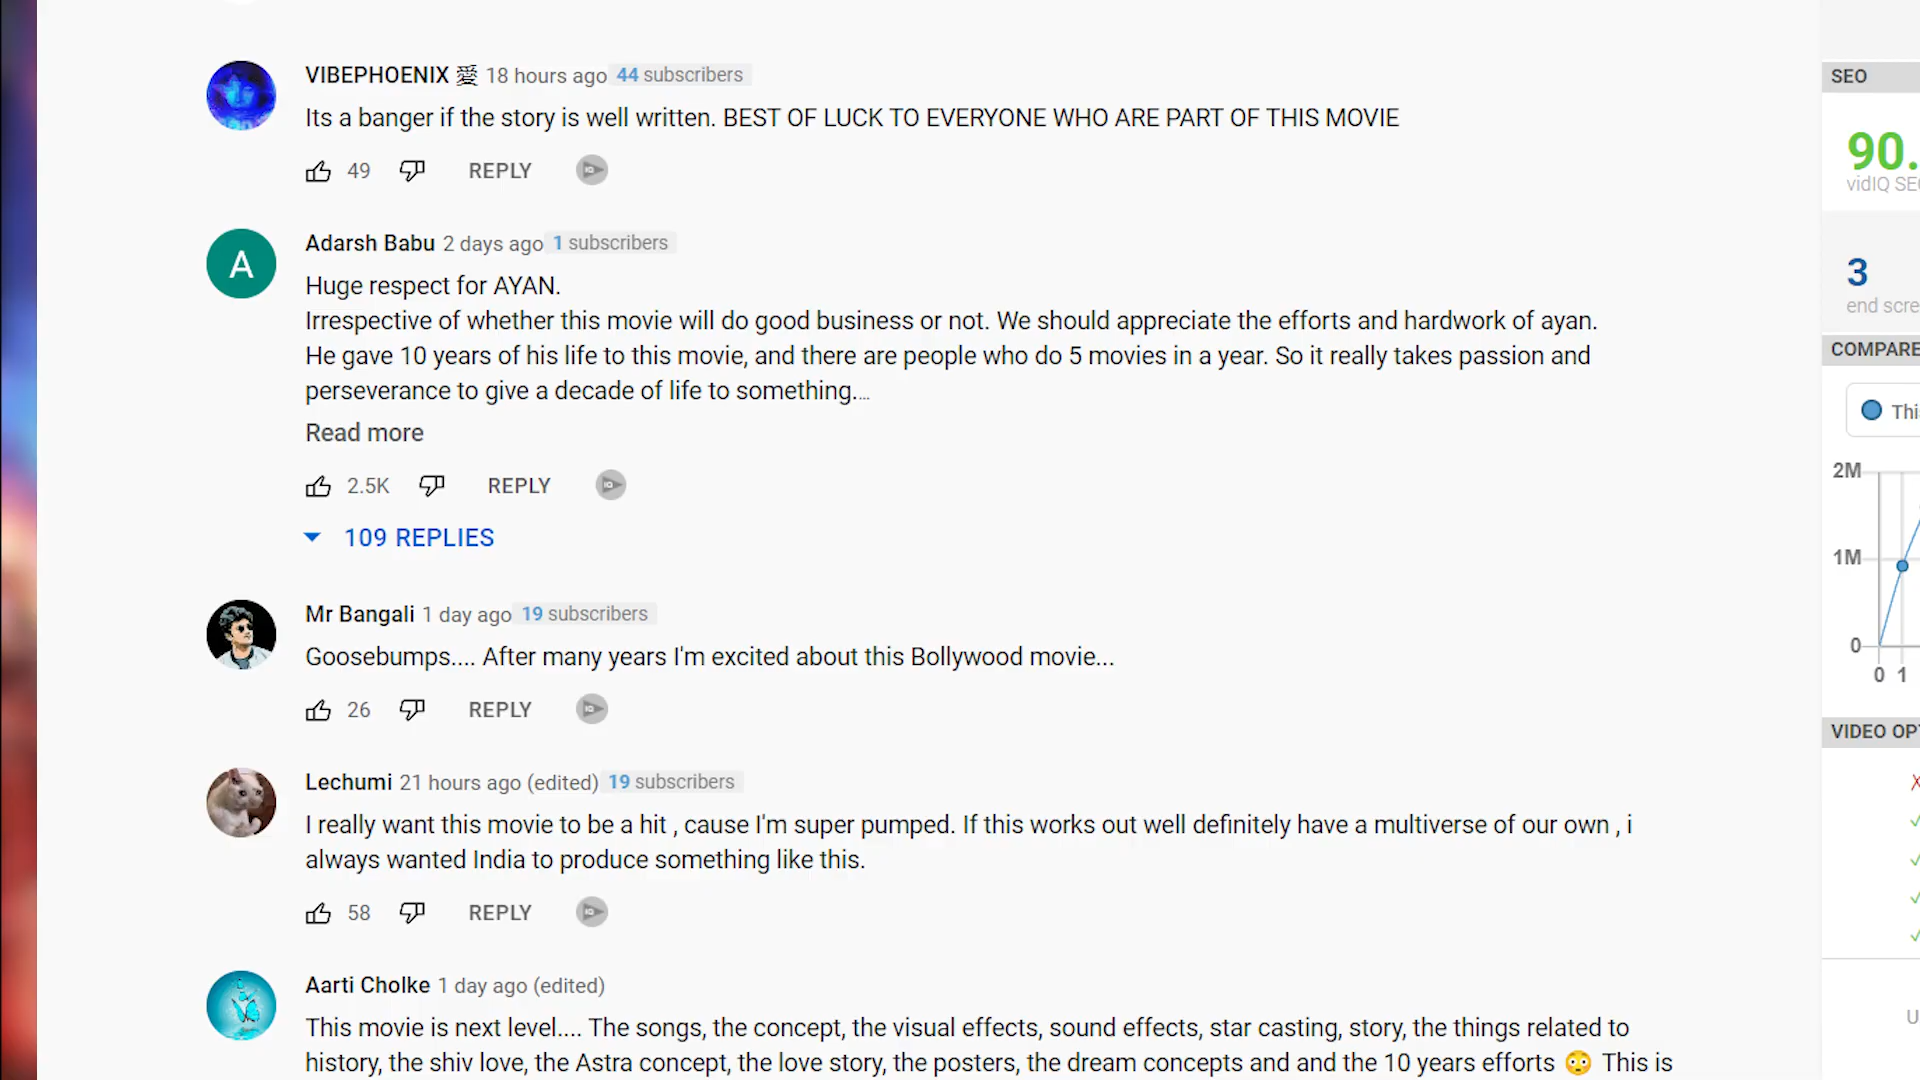 VIBEPHOENIX 愛 18 hours ago 44 subscribers
Its a banger if the story is well written. BEST OF LUCK TO EVERYONE WHO ARE PART OF THIS MOVIE
49 REPLY
A
Adarsh Babu 2 days ago 1 subscribers
Huge respect for AYAN.
Irrespective of whether this movie will do good business or not. We should appreciate the efforts and hardwork of ayan.
He gave 10 years of his life to this movie, and there are people who do 5 movies in a year. So it really takes passion and
perseverance to give a decade of life to something....
Read more
2.5K REPLY
109 REPLIES
Mr Bangali 1 day ago 19 subscribers
Goosebumps.... After many years I'm excited about this Bollywood movie...
26 REPLY
Lechumi 21 hours ago (edited) 19 subscribers
I really want this movie to be a hit , cause I'm super pumped. If this works out well definitely have a multiverse of our own , i
always wanted India to produce something like this.
58 REPLY
Aarti Cholke 1 day ago (edited)
This movie is next level.... The songs, the concept, the visual effects, sound effects, star casting, story, the things related to
history, the shiv love, the Astra concept, the love story, the posters, the dream concepts and and the 10 years efforts 😳 This is
SEO
90.
vidIQ SE
3
end scre
COMPARE
Thi
2M
1M
0
0 1
VIDEO OP
U